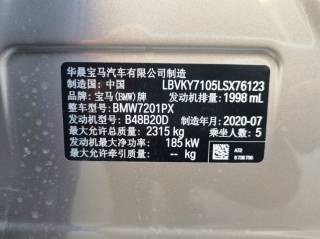 华晨宝马汽车有限公司制造
制造国: 中国 LBVKY7105LSX76123
品牌: 宝马(BMW)牌 发动机排量: 1998 mL
整车型号: BMW7201PX
发动机型号: B48B20D 制造年月: 2020-07
最大允许总质量: 2315 kg 乘坐人数: 5
发动机最大净功率: 185 kW
最大允许牵引质量: -- kg